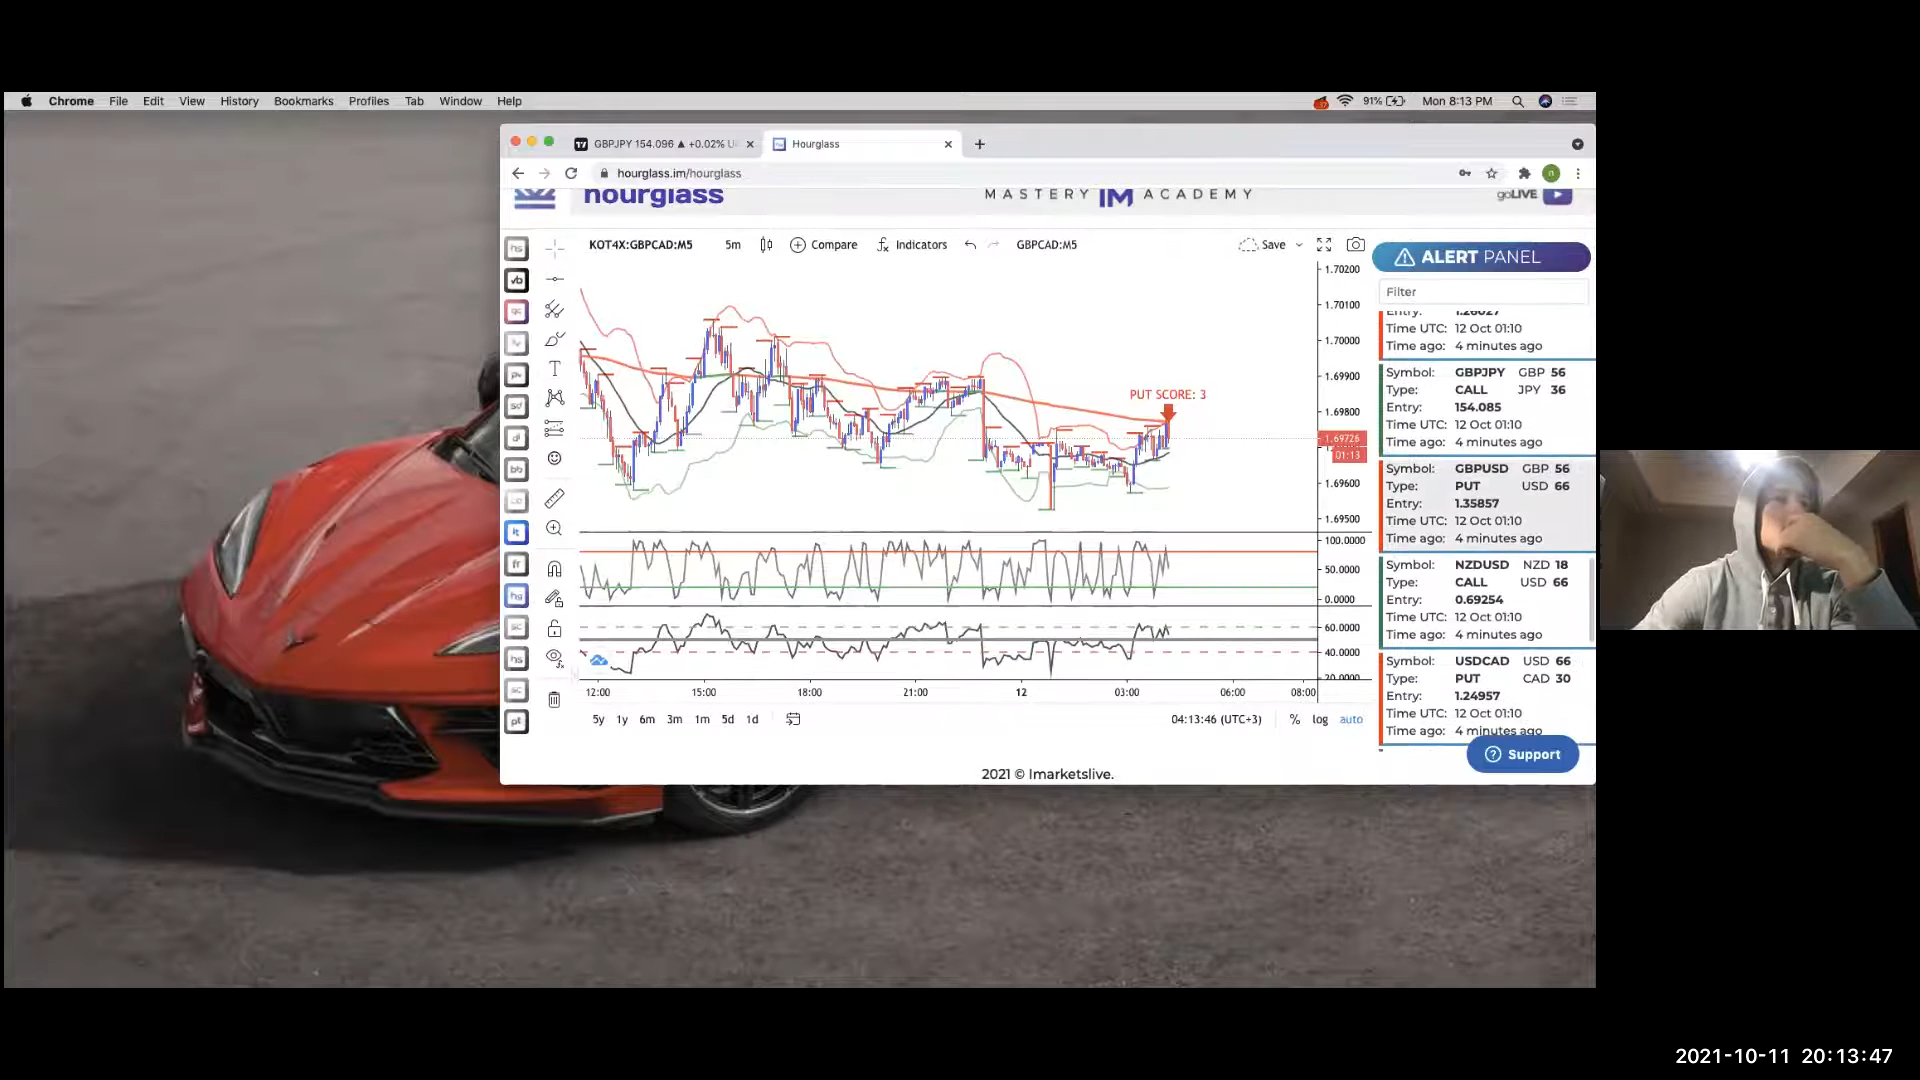 Chrome File Edit View History Bookmarks Profiles Tab Window Help
91% Mon 8:13 PM
GBPJPY 154.096 ▲ +0.02% U
Hourglass
hourglass.im/hourglass
hourglass
MASTERY IM ACADEMY
goLIVE
KOT4X:GBPCAD:M5 5m Compare Indicators GBPCAD:M5 Save
ALERT PANEL
Filter
1.70200
1.70100
1.70000
1.69900
1.69800
1.69726
01:13
1.69600
1.69500
PUT SCORE: 3
100.0000
50.0000
0.0000
60.0000
40.0000
20.0000
12:00 15:00 18:00 21:00 12 03:00 06:00 08:00
5y 1y 6m 3m 1m 5d 1d
04:13:46 (UTC+3) % log auto
Entry: 1.26027
Time UTC: 12 Oct 01:10
Time ago: 4 minutes ago
Symbol: GBPJPY GBP 56
Type: CALL JPY 36
Entry: 154.085
Time UTC: 12 Oct 01:10
Time ago: 4 minutes ago
Symbol: GBPUSD GBP 56
Type: PUT USD 66
Entry: 1.35857
Time UTC: 12 Oct 01:10
Time ago: 4 minutes ago
Symbol: NZDUSD NZD 18
Type: CALL USD 66
Entry: 0.69254
Time UTC: 12 Oct 01:10
Time ago: 4 minutes ago
Symbol: USDCAD USD 66
Type: PUT CAD 30
Entry: 1.24957
Time UTC: 12 Oct 01:10
Time ago: 4 minutes ago
Support
2021 © Imarketslive.
2021-10-11 20:13:47